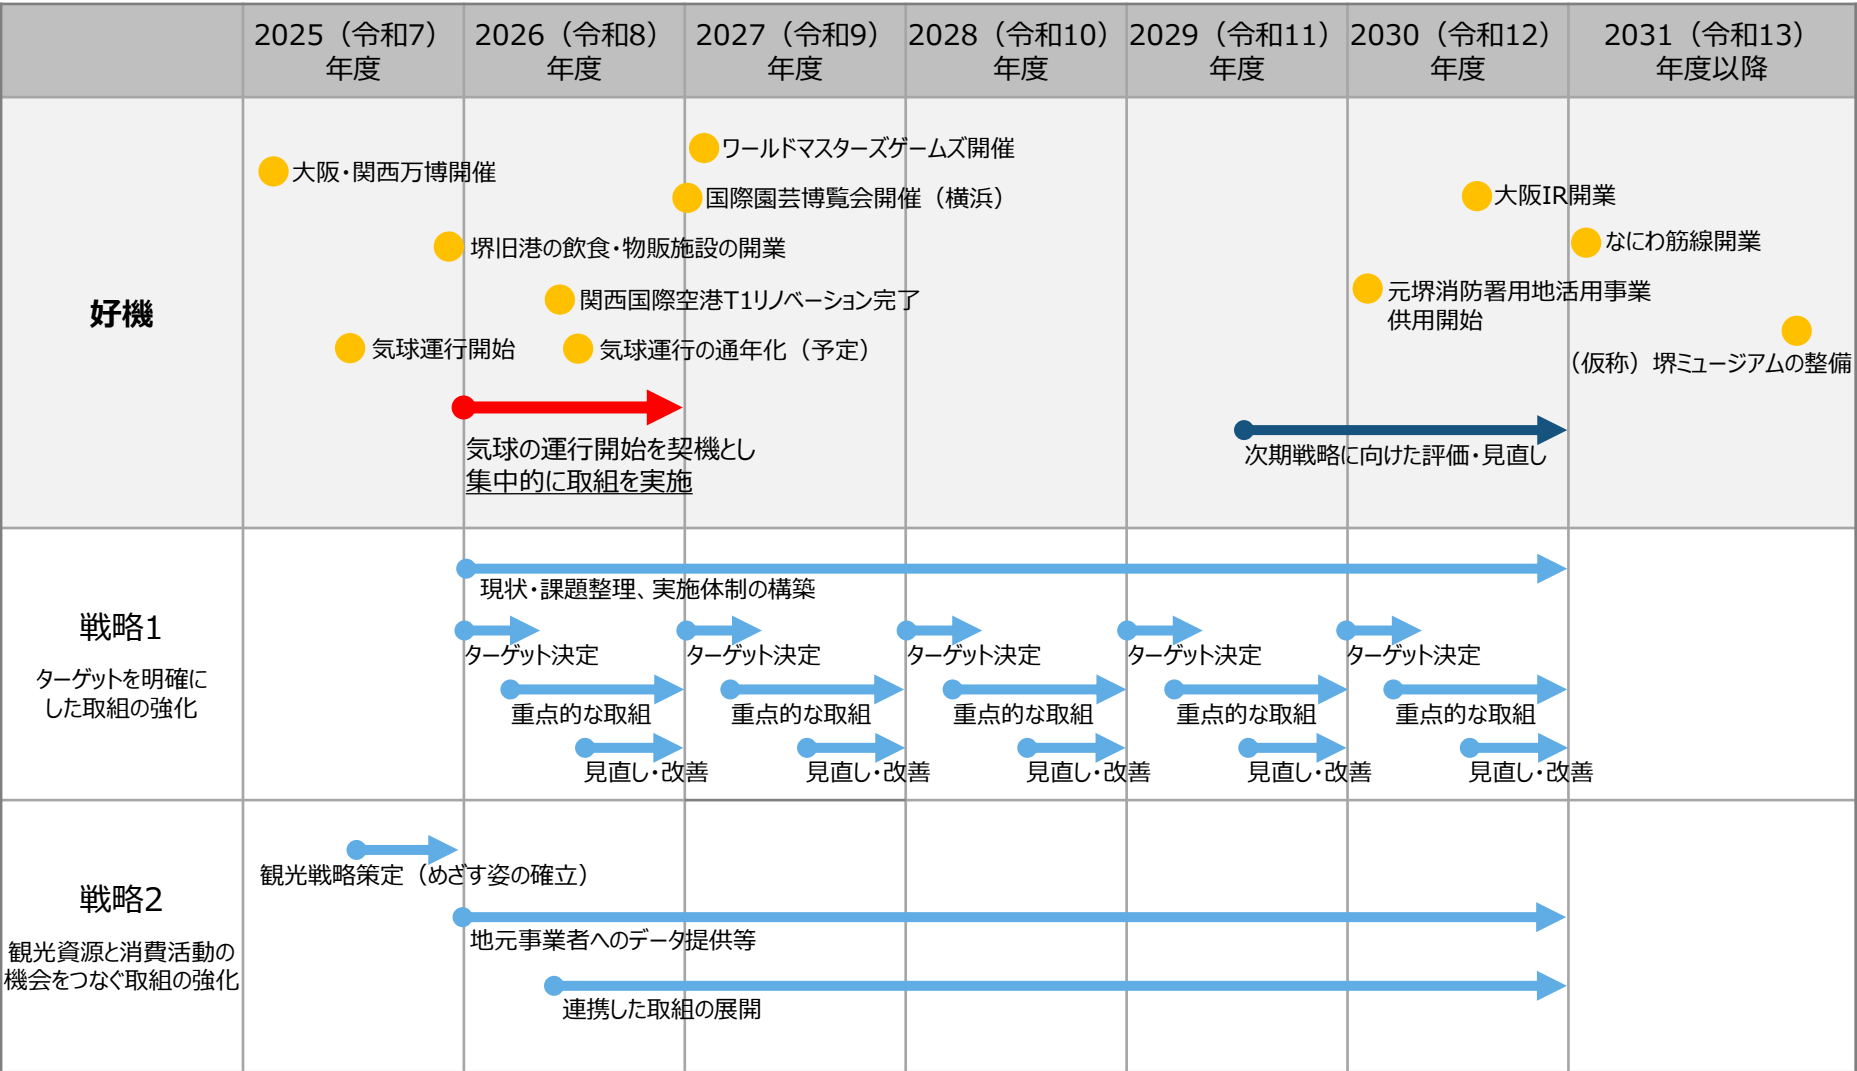 2025（令和7）
年度
2026（令和8）
年度
2027（令和9）
年度
2028（令和10）
年度
2029（令和11）
年度
2030（令和12）
年度
2031（令和13）
年度以降
好機
ワールドマスターズゲームズ開催
大阪・関西万博開催
国際園芸博覧会開催（横浜）
大阪IR開業
堺旧港の飲食・物販施設の開業
なにわ筋線開業
関西国際空港T1リノベーション完了
元堺消防署用地活用事業
供用開始
気球運行開始
気球運行の通年化（予定）
（仮称）堺ミュージアムの整備
気球の運行開始を契機とし
集中的に取組を実施
次期戦略に向けた評価・見直し
戦略1
ターゲットを明確に
した取組の強化
現状・課題整理、実施体制の構築
ターゲット決定
ターゲット決定
ターゲット決定
ターゲット決定
ターゲット決定
重点的な取組
重点的な取組
重点的な取組
重点的な取組
重点的な取組
見直し・改善
見直し・改善
見直し・改善
見直し・改善
見直し・改善
戦略2
観光資源と消費活動の
機会をつなぐ取組の強化
観光戦略策定（めざす姿の確立）
地元事業者へのデータ提供等
連携した取組の展開